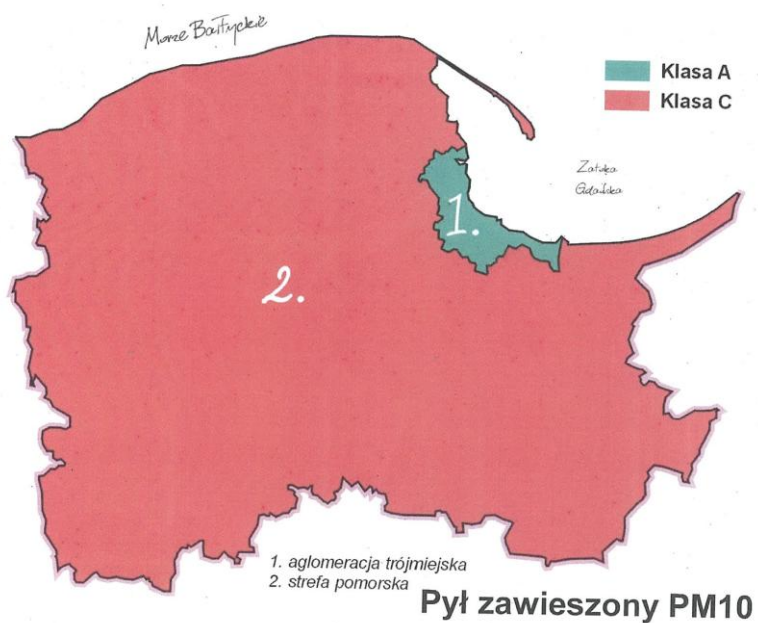 Morze Bałtyckie
Klasa A
Klasa C
Zatoka
Gdańska
1.
2.
1. aglomeracja trójmiejska
2. strefa pomorska
Pył zawieszony PM10